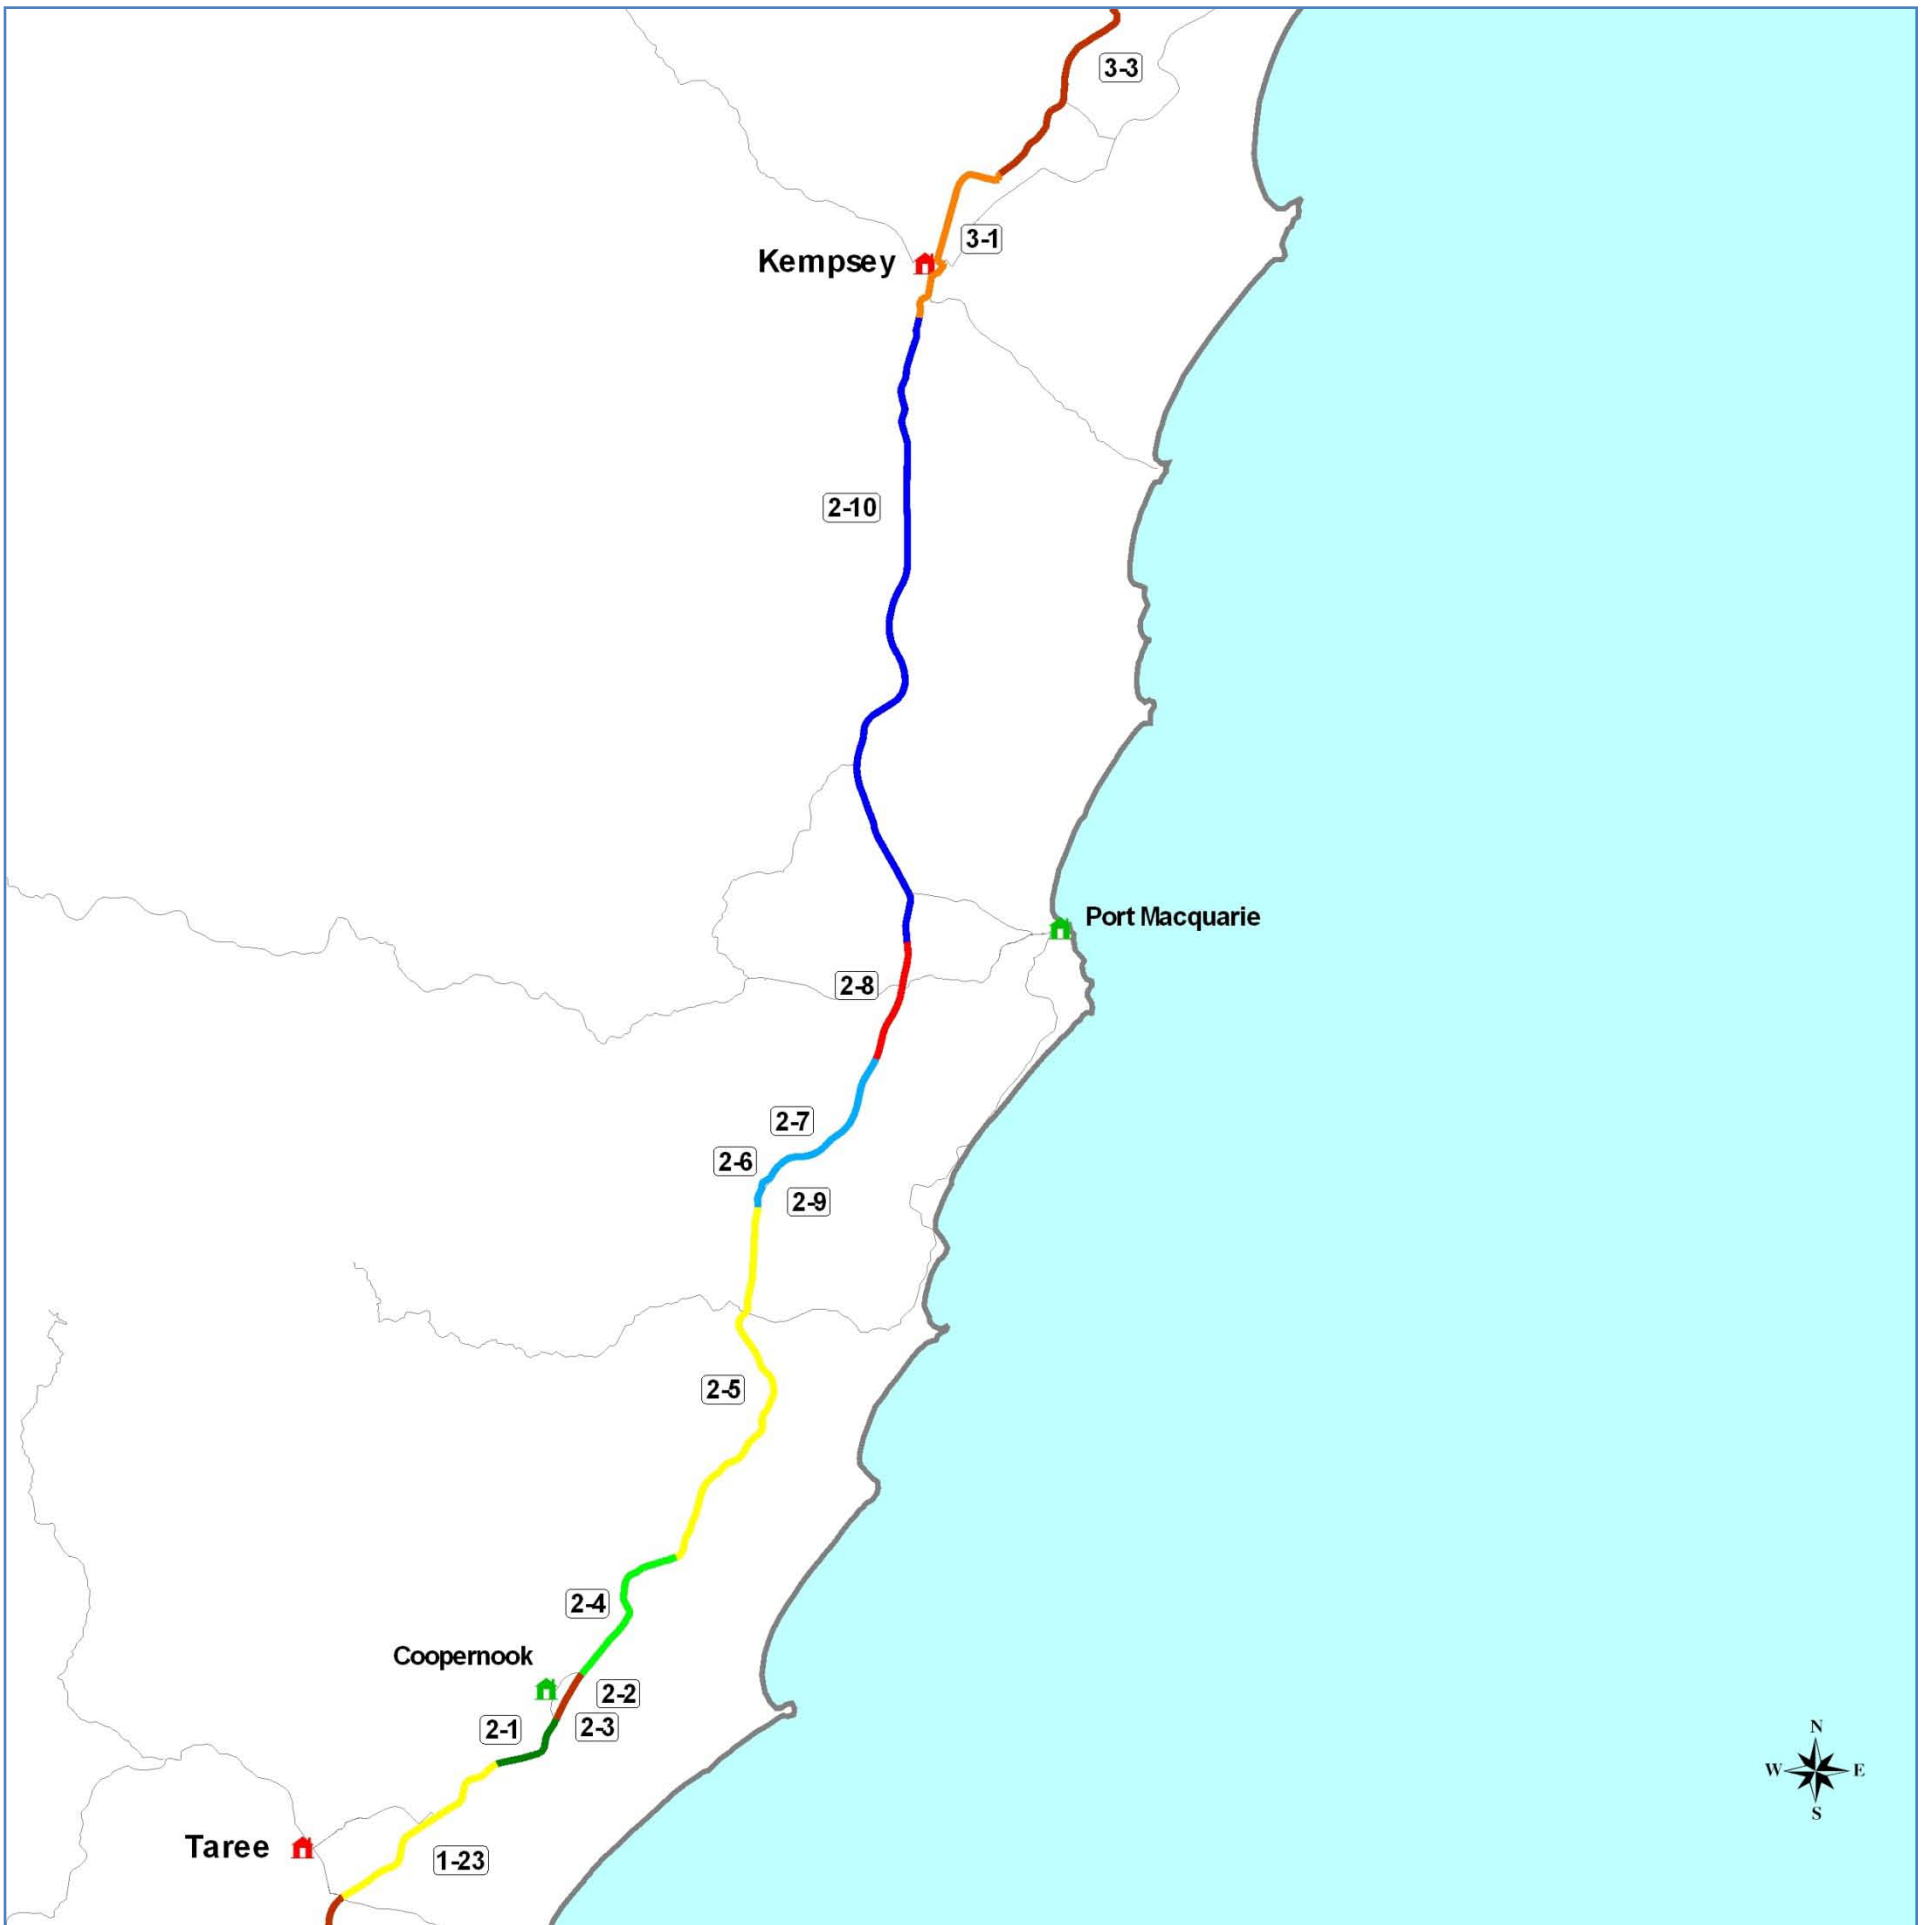 3-3
3-1
Kempsey
2-10
Port Macquarie
2-8
2-7
2-6
2-9
2-5
2-4
Coopernook
2-2
2-3
2-1
N
W E
S
Taree
1-23